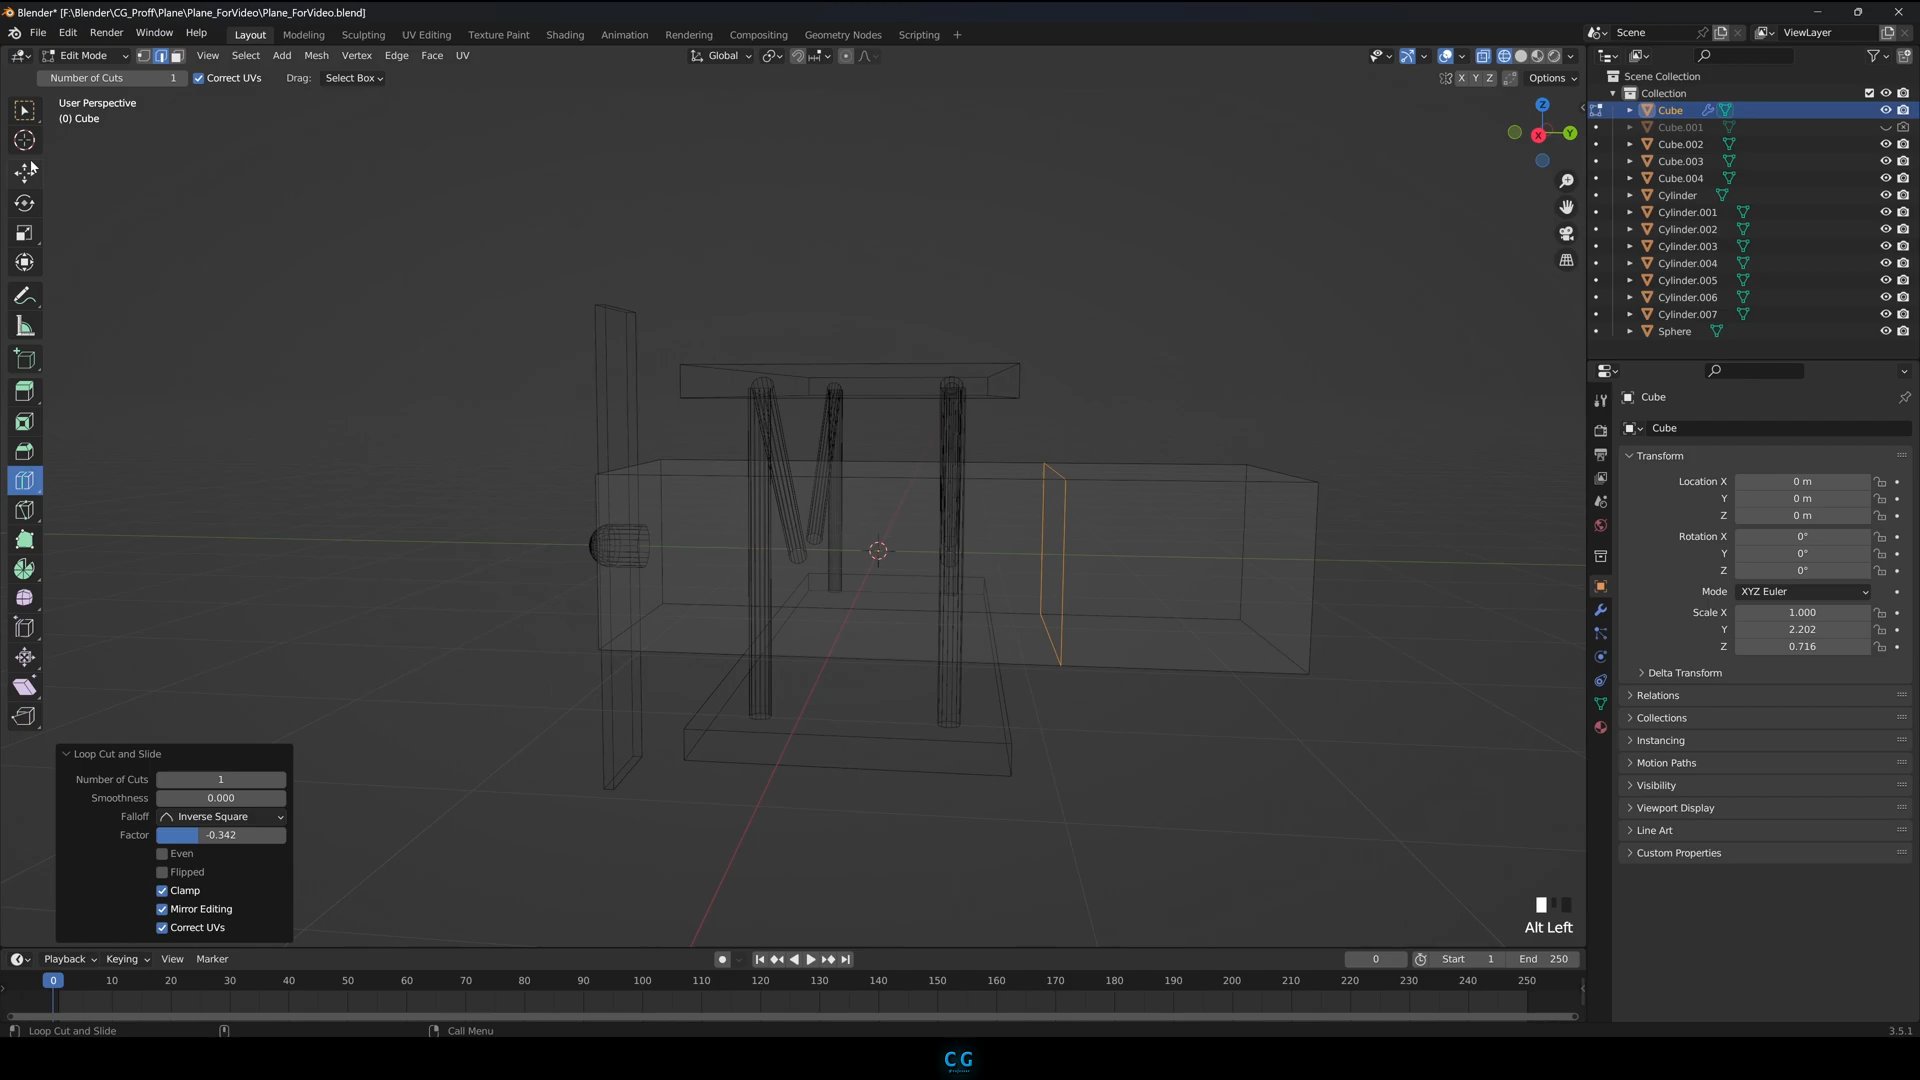 Blender* [F:\Blender\CG_Proff\Plane\Plane_ForVideo\Plane_ForVideo.blend]
File Edit Render Window Help Layout Modeling Sculpting UV Editing Texture Paint Shading Animation Rendering Compositing Geometry Nodes Scripting + Scene ViewLayer
Edit Mode View Select Add Mesh Vertex Edge Face UV Global
Number of Cuts 1 Correct UVs Drag: Select Box X Y Z Options
User Perspective
(0) Cube
Z
Y
X
Scene Collection
Collection
Cube
Cube.001
Cube.002
Cube.003
Cube.004
Cylinder
Cylinder.001
Cylinder.002
Cylinder.003
Cylinder.004
Cylinder.005
Cylinder.006
Cylinder.007
Sphere
Cube
Cube
Transform
Location X 0 m
Y 0 m
Z 0 m
Rotation X 0°
Y 0°
Z 0°
Mode XYZ Euler
Scale X 1.000
Y 2.202
Z 0.716
Delta Transform
Relations
Collections
Instancing
Motion Paths
Visibility
Viewport Display
Line Art
Custom Properties
Loop Cut and Slide
Number of Cuts 1
Smoothness 0.000
Falloff Inverse Square
Factor -0.342
Even
Flipped
Clamp
Mirror Editing
Correct UVs
Alt Left
Playback Keying View Marker 0 Start 1 End 250
0 10 20 30 40 50 60 70 80 90 100 110 120 130 140 150 160 170 180 190 200 210 220 230 240 250
Loop Cut and Slide Call Menu 3.5.1
CG